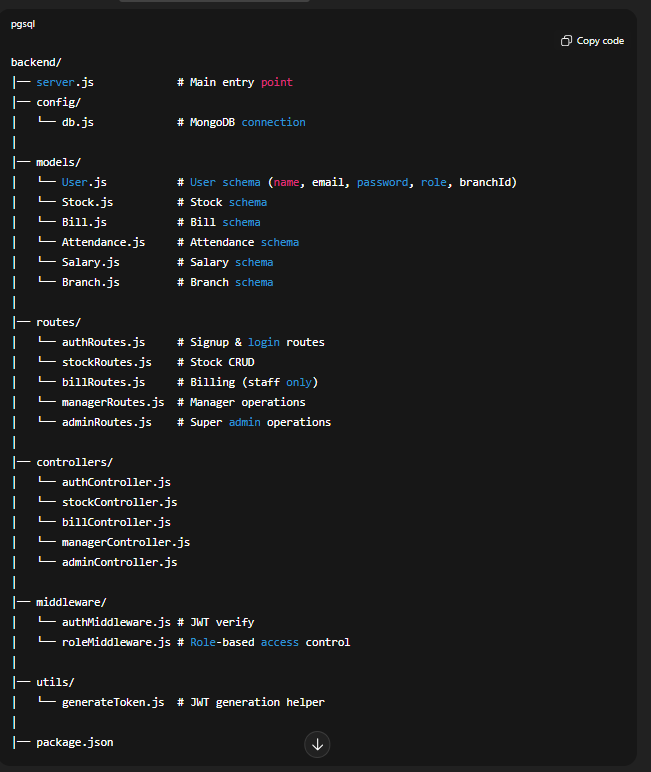 pgsql
Copy code
backend/
├── server.js # Main entry point
├── config/
│ └── db.js # MongoDB connection
│
├── models/
│ └── User.js # User schema (name, email, password, role, branchId)
│ └── Stock.js # Stock schema
│ └── Bill.js # Bill schema
│ └── Attendance.js # Attendance schema
│ └── Salary.js # Salary schema
│ └── Branch.js # Branch schema
│
├── routes/
│ └── authRoutes.js # Signup & login routes
│ └── stockRoutes.js # Stock CRUD
│ └── billRoutes.js # Billing (staff only)
│ └── managerRoutes.js # Manager operations
│ └── adminRoutes.js # Super admin operations
│
├── controllers/
│ └── authController.js
│ └── stockController.js
│ └── billController.js
│ └── managerController.js
│ └── adminController.js
│
├── middleware/
│ └── authMiddleware.js # JWT verify
│ └── roleMiddleware.js # Role-based access control
│
├── utils/
│ └── generateToken.js # JWT generation helper
│
├── package.json